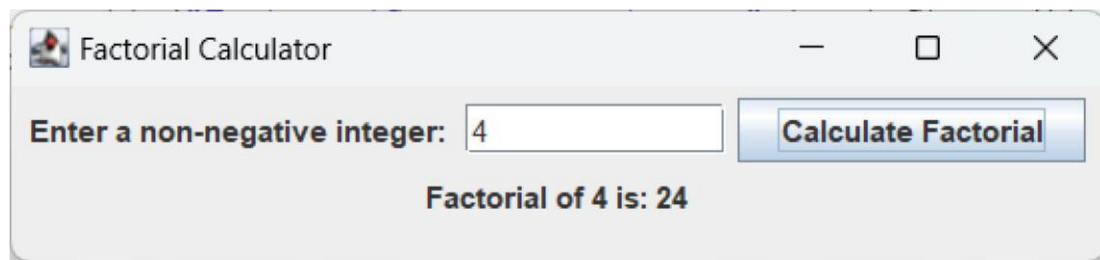 Factorial Calculator
Enter a non-negative integer: 4 Calculate Factorial
Factorial of 4 is: 24